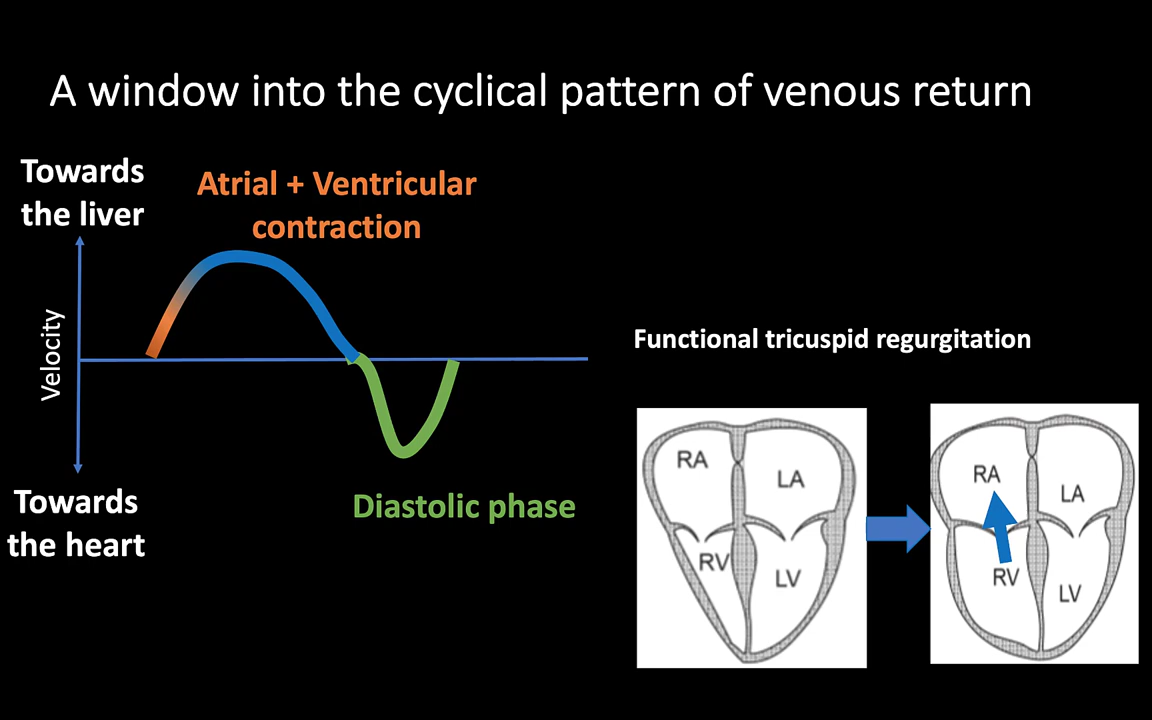 A window into the cyclical pattern of venous return
Towards
the liver
Atrial + Ventricular
contraction
Velocity
Towards
the heart
Diastolic phase
Functional tricuspid regurgitation
RA
LA
RV
LV
RA
LA
RV
LV